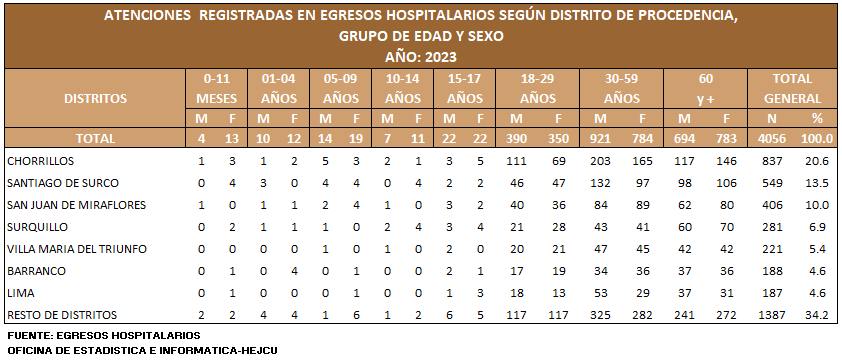 ATENCIONES REGISTRADAS EN EGRESOS HOSPITALARIOS SEGÚN DISTRITO DE PROCEDENCIA,
GRUPO DE EDAD Y SEXO
AÑO: 2023
DISTRITOS 0-11 MESES 01-04 AÑOS 05-09 AÑOS 10-14 AÑOS 15-17 AÑOS 18-29 AÑOS 30-59 AÑOS 60 y + TOTAL GENERAL
M F M F M F M F M F M F M F M F N %
TOTAL 4 13 10 12 14 19 7 11 22 22 390 350 921 784 694 783 4056 100.0
CHORRILLOS 1 3 1 2 5 3 2 1 3 5 111 69 203 165 117 146 837 20.6
SANTIAGO DE SURCO 0 4 3 0 4 4 0 4 2 2 46 47 132 97 98 106 549 13.5
SAN JUAN DE MIRAFLORES 1 0 1 1 2 4 1 0 3 2 40 36 84 89 62 80 406 10.0
SURQUILLO 0 2 1 1 1 0 2 4 3 4 21 28 43 41 60 70 281 6.9
VILLA MARIA DEL TRIUNFO 0 0 0 0 1 0 1 0 2 0 20 21 47 45 42 42 221 5.4
BARRANCO 0 1 0 4 0 1 0 0 2 1 17 19 34 36 37 36 188 4.6
LIMA 0 1 0 0 0 1 0 0 1 3 18 13 53 29 37 31 187 4.6
RESTO DE DISTRITOS 2 2 4 4 1 6 1 2 6 5 117 117 325 282 241 272 1387 34.2
FUENTE: EGRESOS HOSPITALARIOS
OFICINA DE ESTADISTICA E INFORMATICA-HEJCU